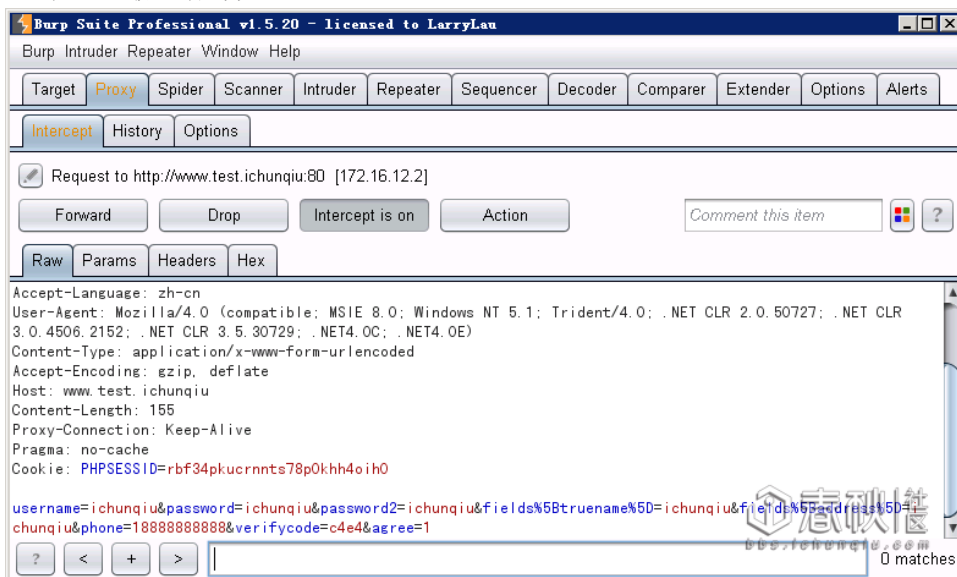 Burp Suite Professional v1.5.20 - licensed to LarryLau
Burp Intruder Repeater Window Help
Target Proxy Spider Scanner Intruder Repeater Sequencer Decoder Comparer Extender Options Alerts
Intercept History Options
Request to http://www.test.ichunqiu:80 [172.16.12.2]
Forward Drop Intercept is on Action Comment this item ?
Raw Params Headers Hex
Accept-Language: zh-cn
User-Agent: Mozilla/4.0 (compatible; MSIE 8.0; Windows NT 5.1; Trident/4.0; .NET CLR 2.0.50727; .NET CLR
3.0.4506.2152; .NET CLR 3.5.30729; .NET4.0C; .NET4.0E)
Content-Type: application/x-www-form-urlencoded
Accept-Encoding: gzip, deflate
Host: www.test.ichunqiu
Content-Length: 155
Proxy-Connection: Keep-Alive
Pragma: no-cache
Cookie: PHPSESSID=rbf34pkucrnnts78p0khh4oih0
username=ichunqiu&password=ichunqiu&password2=ichunqiu&fields%5Btruename%5D=ichunqiu&fields%5Baddress%5D=i
chunqiu&phone=18888888888&verifycode=c4e4&agree=1
春秋
bbs.ichunqiu.com
? < + > 0 matches